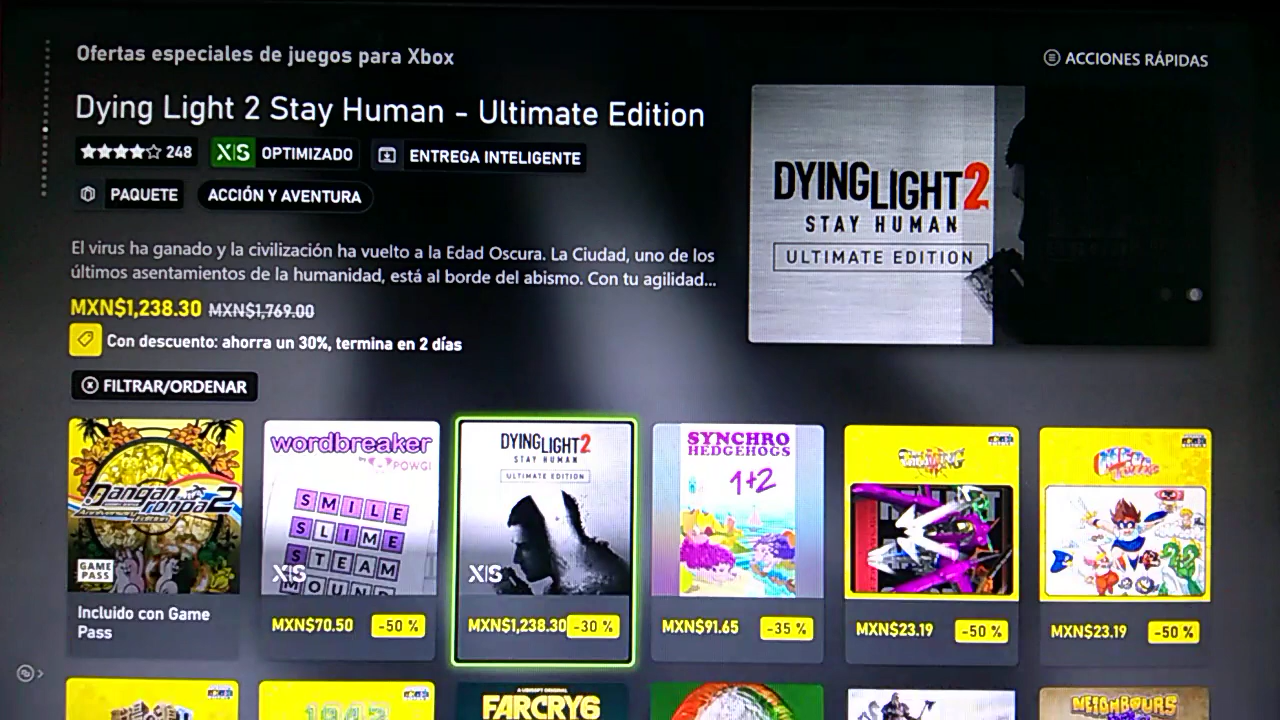 Ofertas especiales de juegos para Xbox
ACCIONES RÁPIDAS
Dying Light 2 Stay Human - Ultimate Edition
248
X|S OPTIMIZADO
ENTREGA INTELIGENTE
PAQUETE
ACCIÓN Y AVENTURA
El virus ha ganado y la civilización ha vuelto a la Edad Oscura. La Ciudad, uno de los
últimos asentamientos de la humanidad, está al borde del abismo. Con tu agilidad...
MXN$1,238.30 MXN$1,769.00
Con descuento: ahorra un 30%, termina en 2 días
DYING LIGHT 2
STAY HUMAN
ULTIMATE EDITION
FILTRAR/ORDENAR
Danganronpa 2
GAME
PASS
Incluido con Game
Pass
wordbreaker
by POWGI
SMILE
SLIME
STEAM
MOUND
X|S
MXN$70.50
-50 %
DYING LIGHT 2
STAY HUMAN
ULTIMATE EDITION
X|S
MXN$1,238.30
-30 %
SYNCHRO
HEDGEHOGS
1+2
MXN$91.65
-35 %
MXN$23.19
-50 %
MXN$23.19
-50 %
1943
A UBISOFT ORIGINAL
FARCRY6
NEIGHBOURS